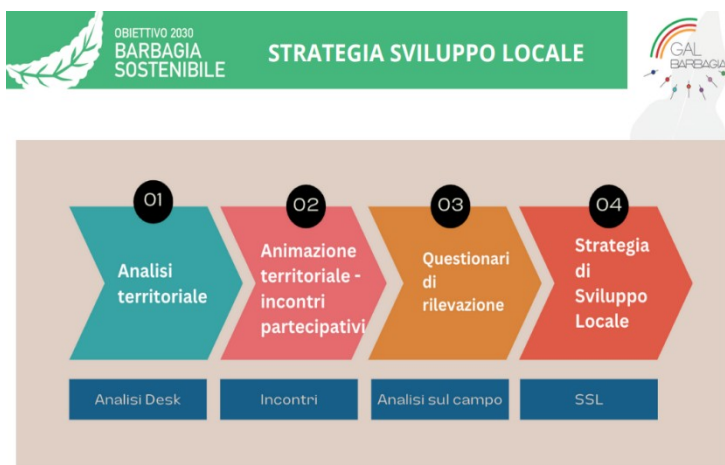 OBIETTIVO 2030
BARBAGIA
SOSTENIBILE
STRATEGIA SVILUPPO LOCALE
GAL
BARBAGIA
01
Analisi
territoriale
02
Animazione
territoriale -
incontri
partecipativi
03
Questionari
di
rilevazione
04
Strategia
di
Sviluppo
Locale
Analisi Desk
Incontri
Analisi sul campo
SSL